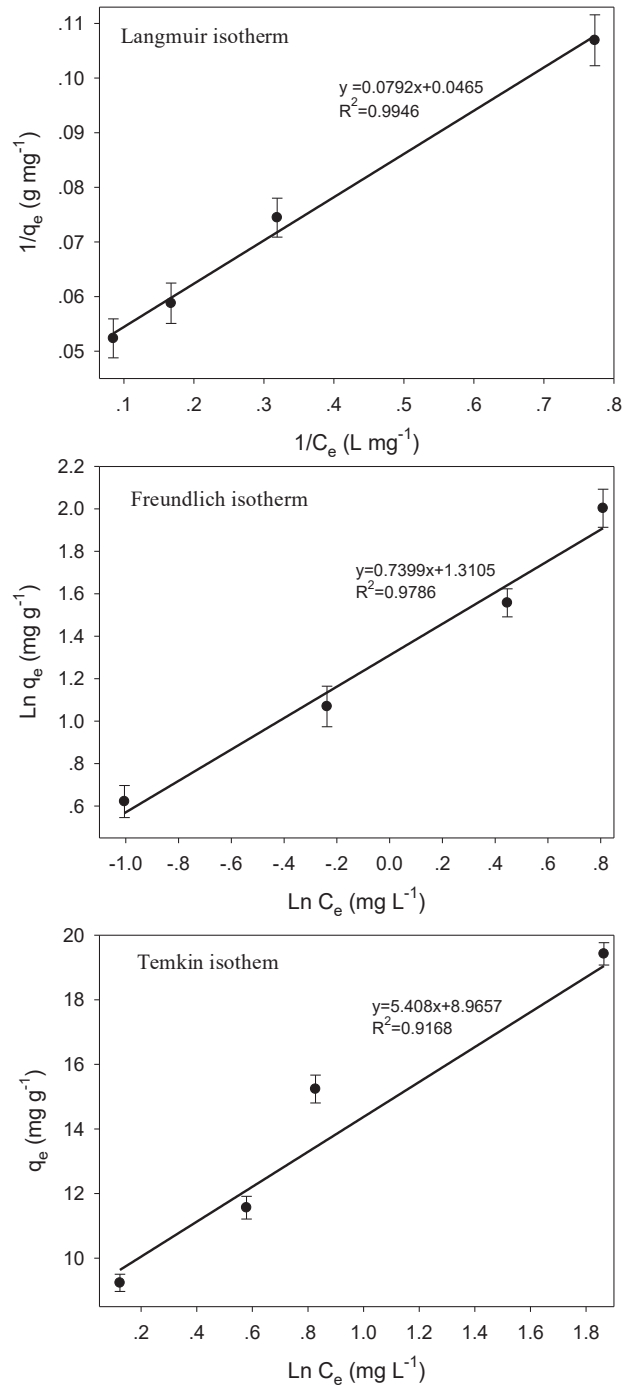 Langmuir isotherm
y =0.0792x+0.0465
R²=0.9946
.11
.10
.09
.08
.07
.06
.05
1/qₑ (g mg⁻¹)
.1 .2 .3 .4 .5 .6 .7 .8
1/Cₑ (L mg⁻¹)
Freundlich isotherm
y=0.7399x+1.3105
R²=0.9786
2.2
2.0
1.8
1.6
1.4
1.2
1.0
.8
.6
Ln qₑ (mg g⁻¹)
-1.0 -.8 -.6 -.4 -.2 0.0 .2 .4 .6 .8
Ln Cₑ (mg L⁻¹)
Temkin isothem
y=5.408x+8.9657
R²=0.9168
20
18
16
14
12
10
qₑ (mg g⁻¹)
.2 .4 .6 .8 1.0 1.2 1.4 1.6 1.8
Ln Cₑ (mg L⁻¹)